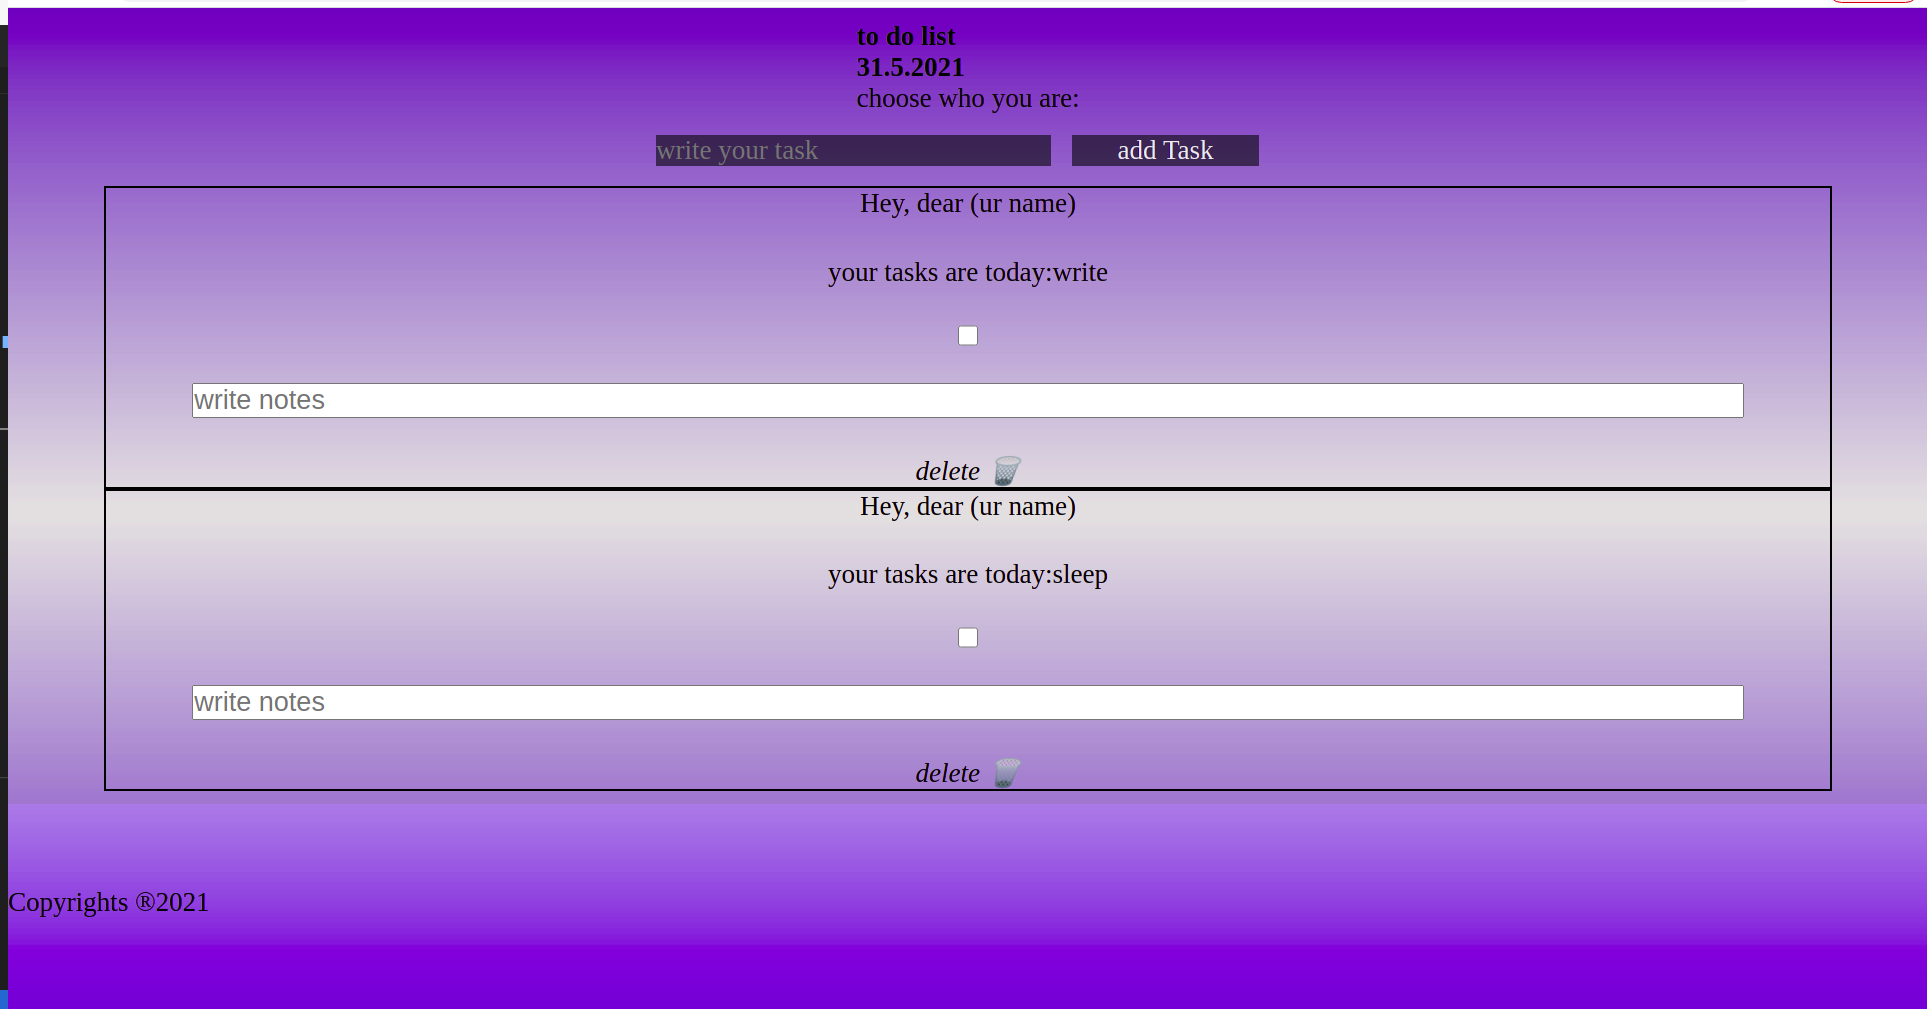 to do list
31.5.2021
choose who you are:
write your task
add Task
Hey, dear (ur name)
your tasks are today:write
write notes
delete 🗑️
Hey, dear (ur name)
your tasks are today:sleep
write notes
delete 🗑️
Copyrights ®2021